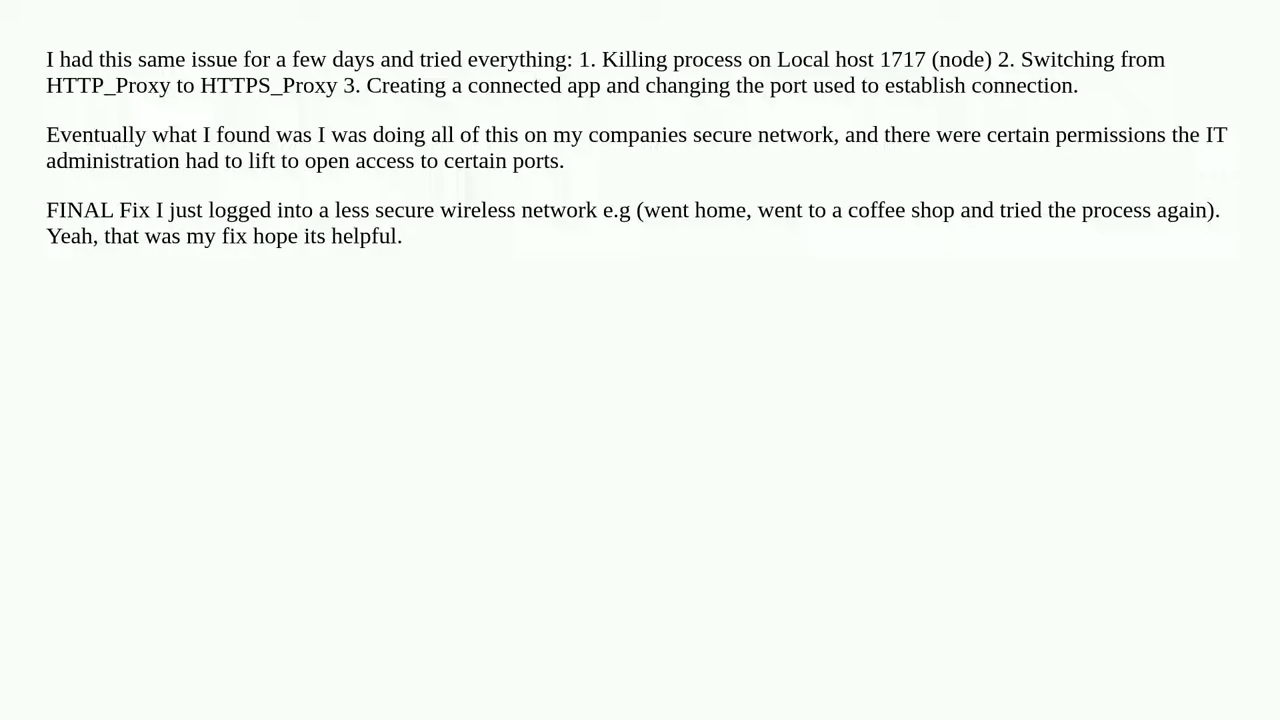 I had this same issue for a few days and tried everything: 1. Killing process on Local host 1717 (node) 2. Switching from
HTTP_Proxy to HTTPS_Proxy 3. Creating a connected app and changing the port used to establish connection.
Eventually what I found was I was doing all of this on my companies secure network, and there were certain permissions the IT
administration had to lift to open access to certain ports.
FINAL Fix I just logged into a less secure wireless network e.g (went home, went to a coffee shop and tried the process again).
Yeah, that was my fix hope its helpful.